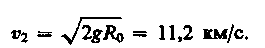 v₂ = √2gR₀ = 11,2 км/с.